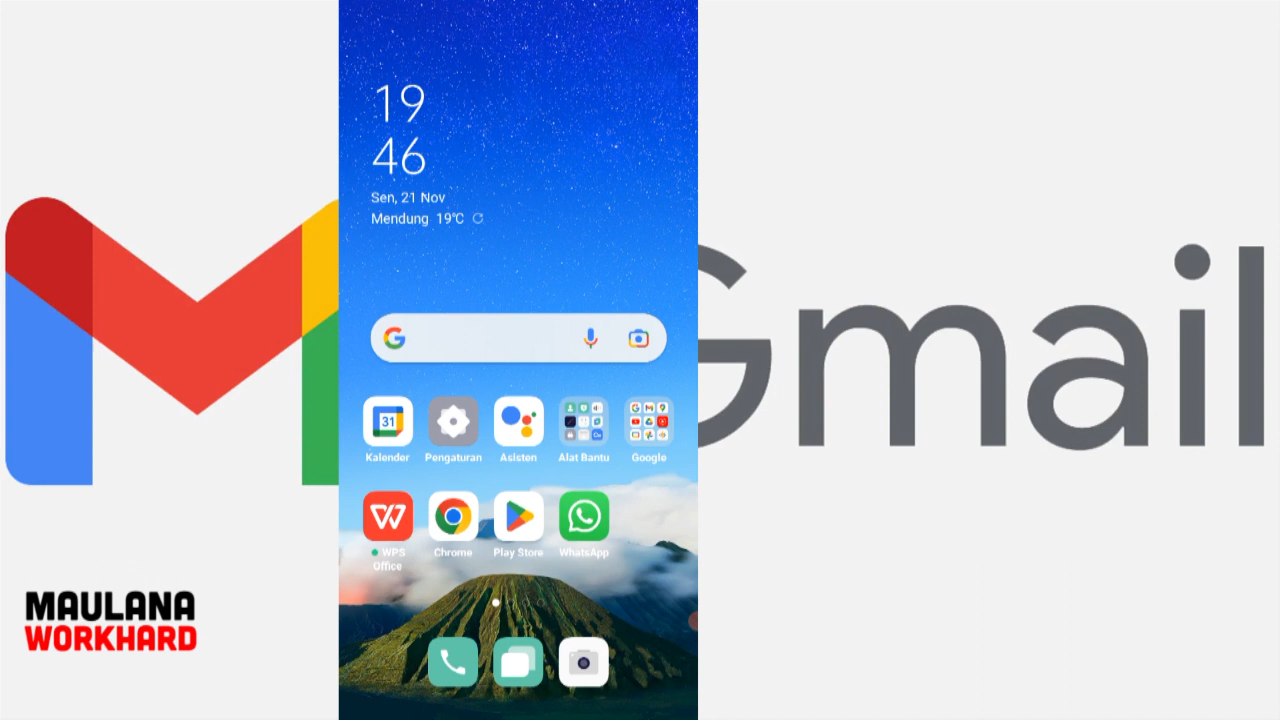 19
46
Sen, 21 Nov
Mendung 19°C
31
Kalender
Pengaturan
Asisten
Alat Bantu
Google
WPS
Office
Chrome
Play Store
WhatsApp
Gmail
MAULANA
WORKHARD